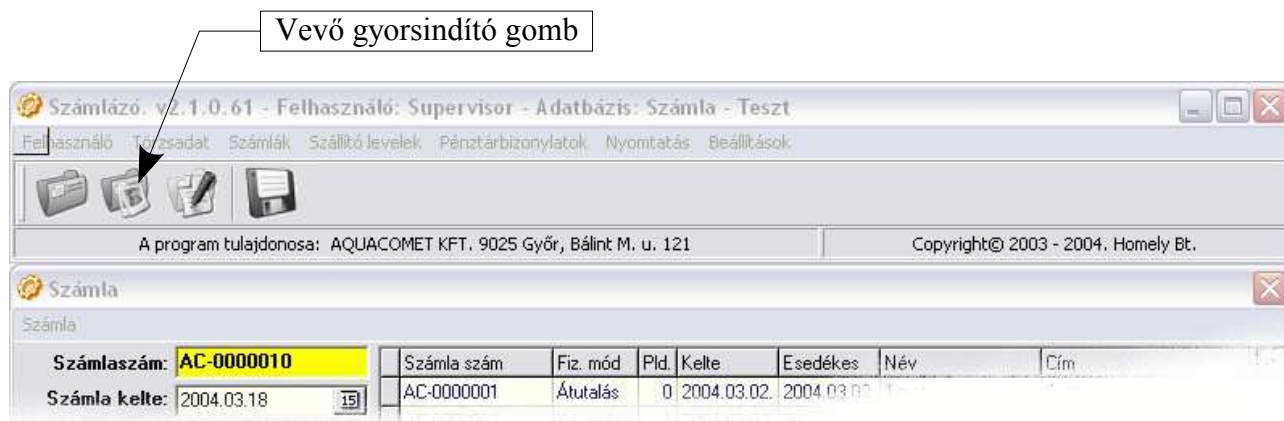 Vevő gyorsindító gomb
Számlázó. v2.1.0.61 - Felhasználó: Supervisor - Adatbázis: Számla - Teszt
Felhasználó Törzsadat Számlák Szállító levelek Pénztárbizonylatok Nyomtatás Beállítások
A program tulajdonosa: AQUACOMET KFT. 9025 Győr, Bálint M. u. 121 Copyright© 2003 - 2004. Homely Bt.
Számla
Számla
Számlaszám: AC-0000010 Számla szám Fiz. mód Pld. Kelte Esedékes Név Cím
Számla kelte: 2004.03.18 15 AC-0000001 Átutalás 0 2004.03.02.